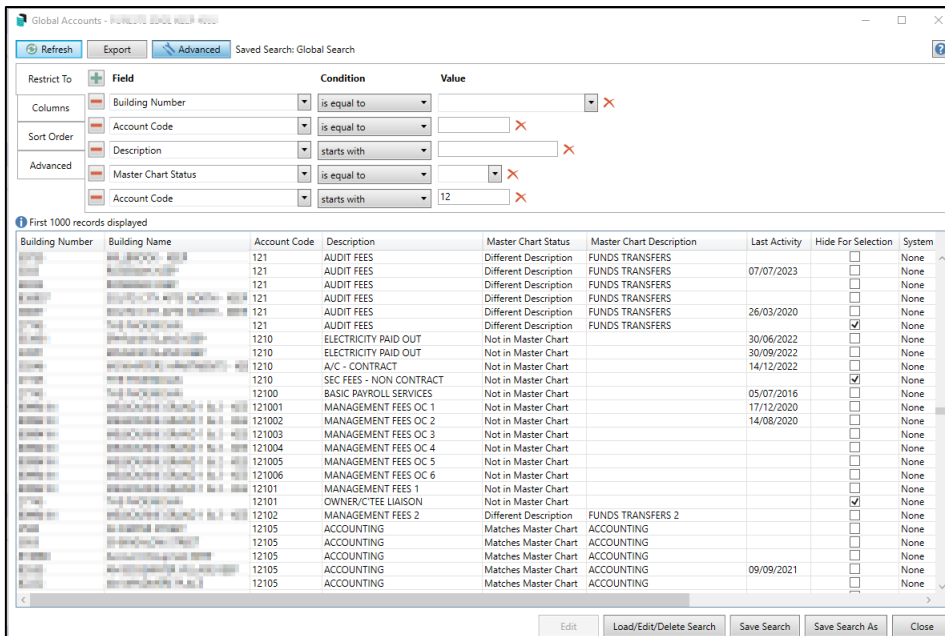 Global Accounts -
Refresh Export Advanced Saved Search: Global Search
Restrict To Field Condition Value
Columns Building Number is equal to
Account Code is equal to
Sort Order Description starts with
Advanced Master Chart Status is equal to
Account Code starts with 12
First 1000 records displayed
Building Number Building Name Account Code Description Master Chart Status Master Chart Description Last Activity Hide For Selection System
121 AUDIT FEES Different Description FUNDS TRANSFERS None
121 AUDIT FEES Different Description FUNDS TRANSFERS 07/07/2023 None
121 AUDIT FEES Different Description FUNDS TRANSFERS None
121 AUDIT FEES Different Description FUNDS TRANSFERS None
121 AUDIT FEES Different Description FUNDS TRANSFERS 26/03/2020 None
121 AUDIT FEES Different Description FUNDS TRANSFERS None
1210 ELECTRICITY PAID OUT Not in Master Chart 30/06/2022 None
1210 ELECTRICITY PAID OUT Not in Master Chart 30/09/2022 None
1210 A/C - CONTRACT Not in Master Chart 14/12/2022 None
1210 SEC FEES - NON CONTRACT Not in Master Chart None
12100 BASIC PAYROLL SERVICES Not in Master Chart 05/07/2016 None
121001 MANAGEMENT FEES OC 1 Not in Master Chart 17/12/2020 None
121002 MANAGEMENT FEES OC 2 Not in Master Chart 14/08/2020 None
121003 MANAGEMENT FEES OC 3 Not in Master Chart None
121004 MANAGEMENT FEES OC 4 Not in Master Chart None
121005 MANAGEMENT FEES OC 5 Not in Master Chart None
121006 MANAGEMENT FEES OC 6 Not in Master Chart None
12101 MANAGEMENT FEES 1 Not in Master Chart None
12101 OWNER/C'TEE LIAISON Not in Master Chart None
12102 MANAGEMENT FEES 2 Different Description FUNDS TRANSFERS 2 None
12105 ACCOUNTING Matches Master Chart ACCOUNTING None
12105 ACCOUNTING Matches Master Chart ACCOUNTING None
12105 ACCOUNTING Matches Master Chart ACCOUNTING None
12105 ACCOUNTING Matches Master Chart ACCOUNTING 09/09/2021 None
12105 ACCOUNTING Matches Master Chart ACCOUNTING None
Edit Load/Edit/Delete Search Save Search Save Search As Close